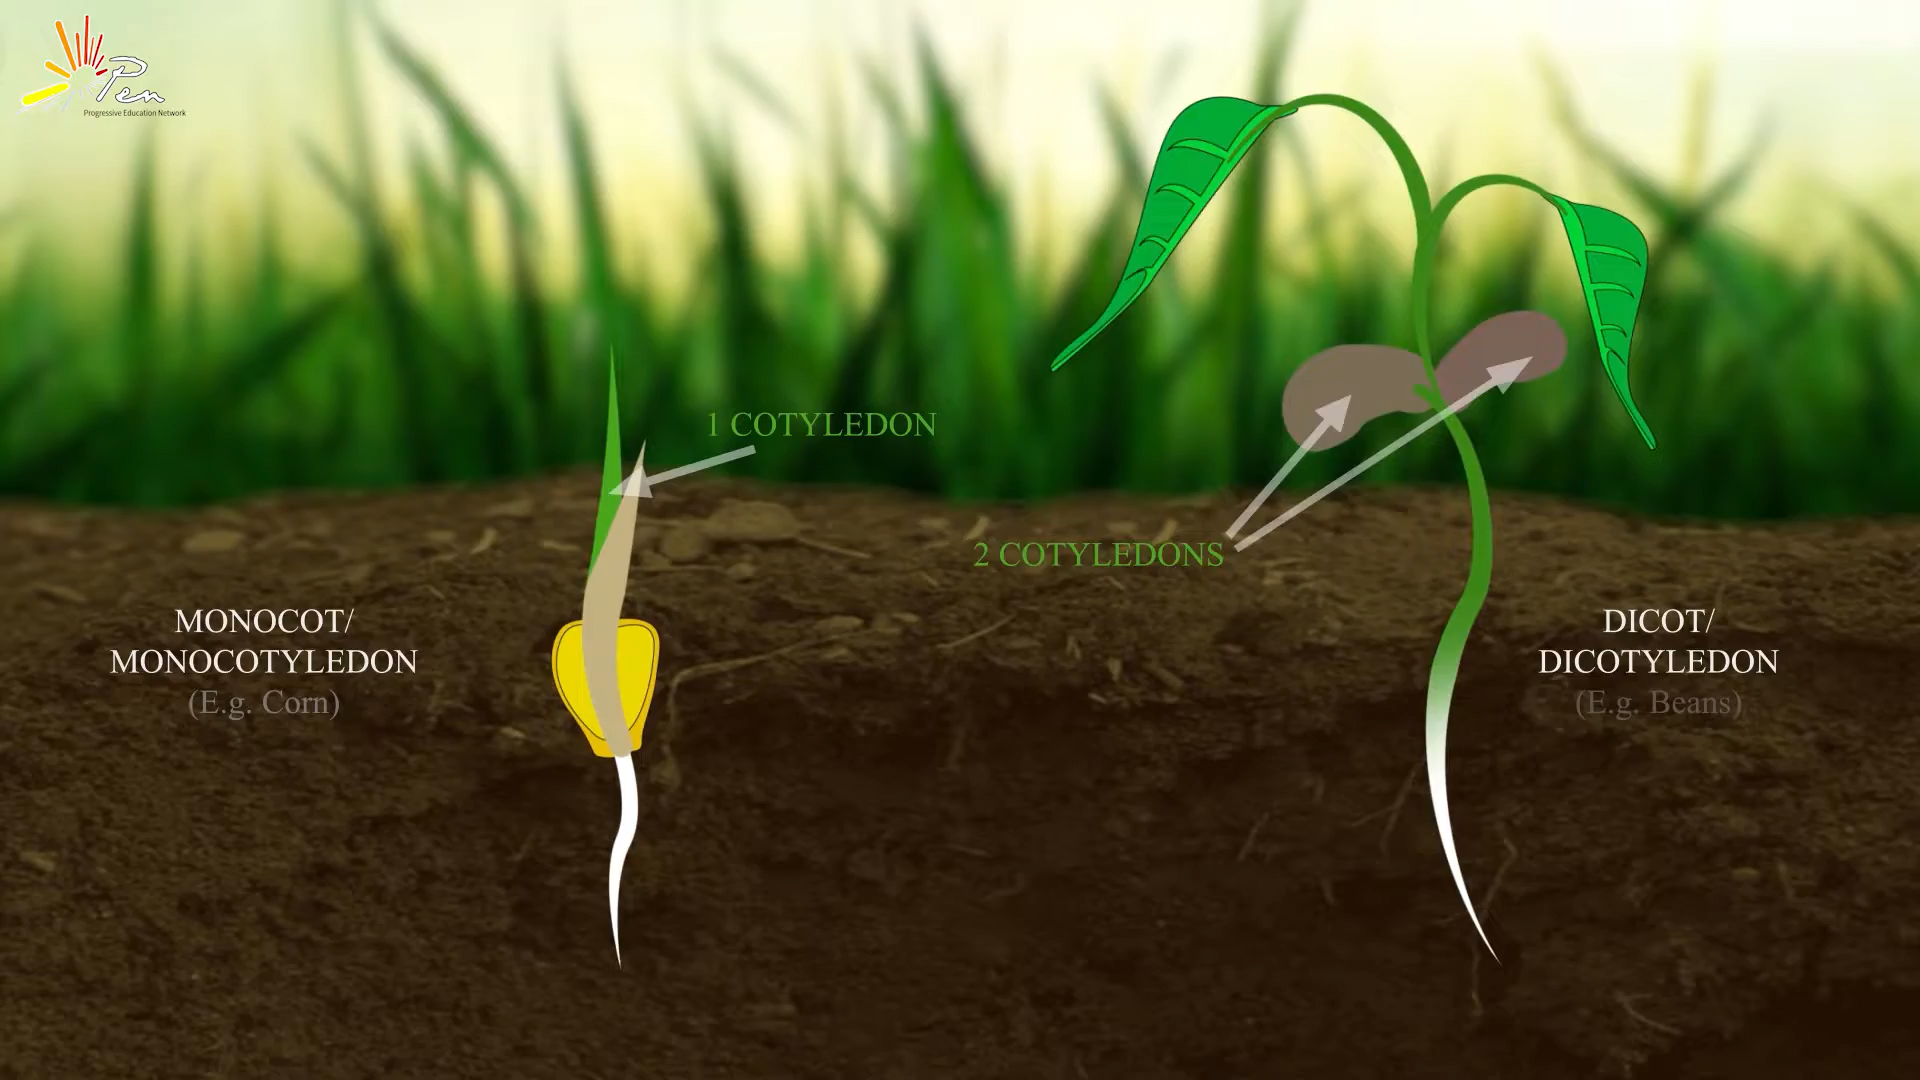 Pen
Progressive Education Network
1 COTYLEDON
2 COTYLEDONS
MONOCOT/
MONOCOTYLEDON
(E.g. Corn)
DICOT/
DICOTYLEDON
(E.g. Beans)